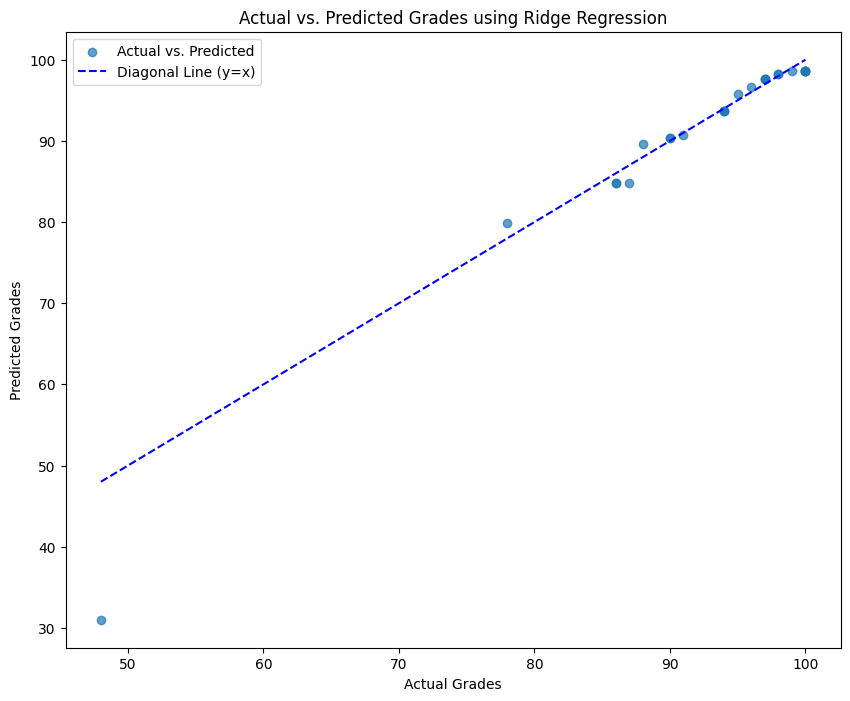 Actual vs. Predicted Grades using Ridge Regression
Actual vs. Predicted
Diagonal Line (y=x)
100
90
80
70
60
50
40
30
Predicted Grades
50 60 70 80 90 100
Actual Grades